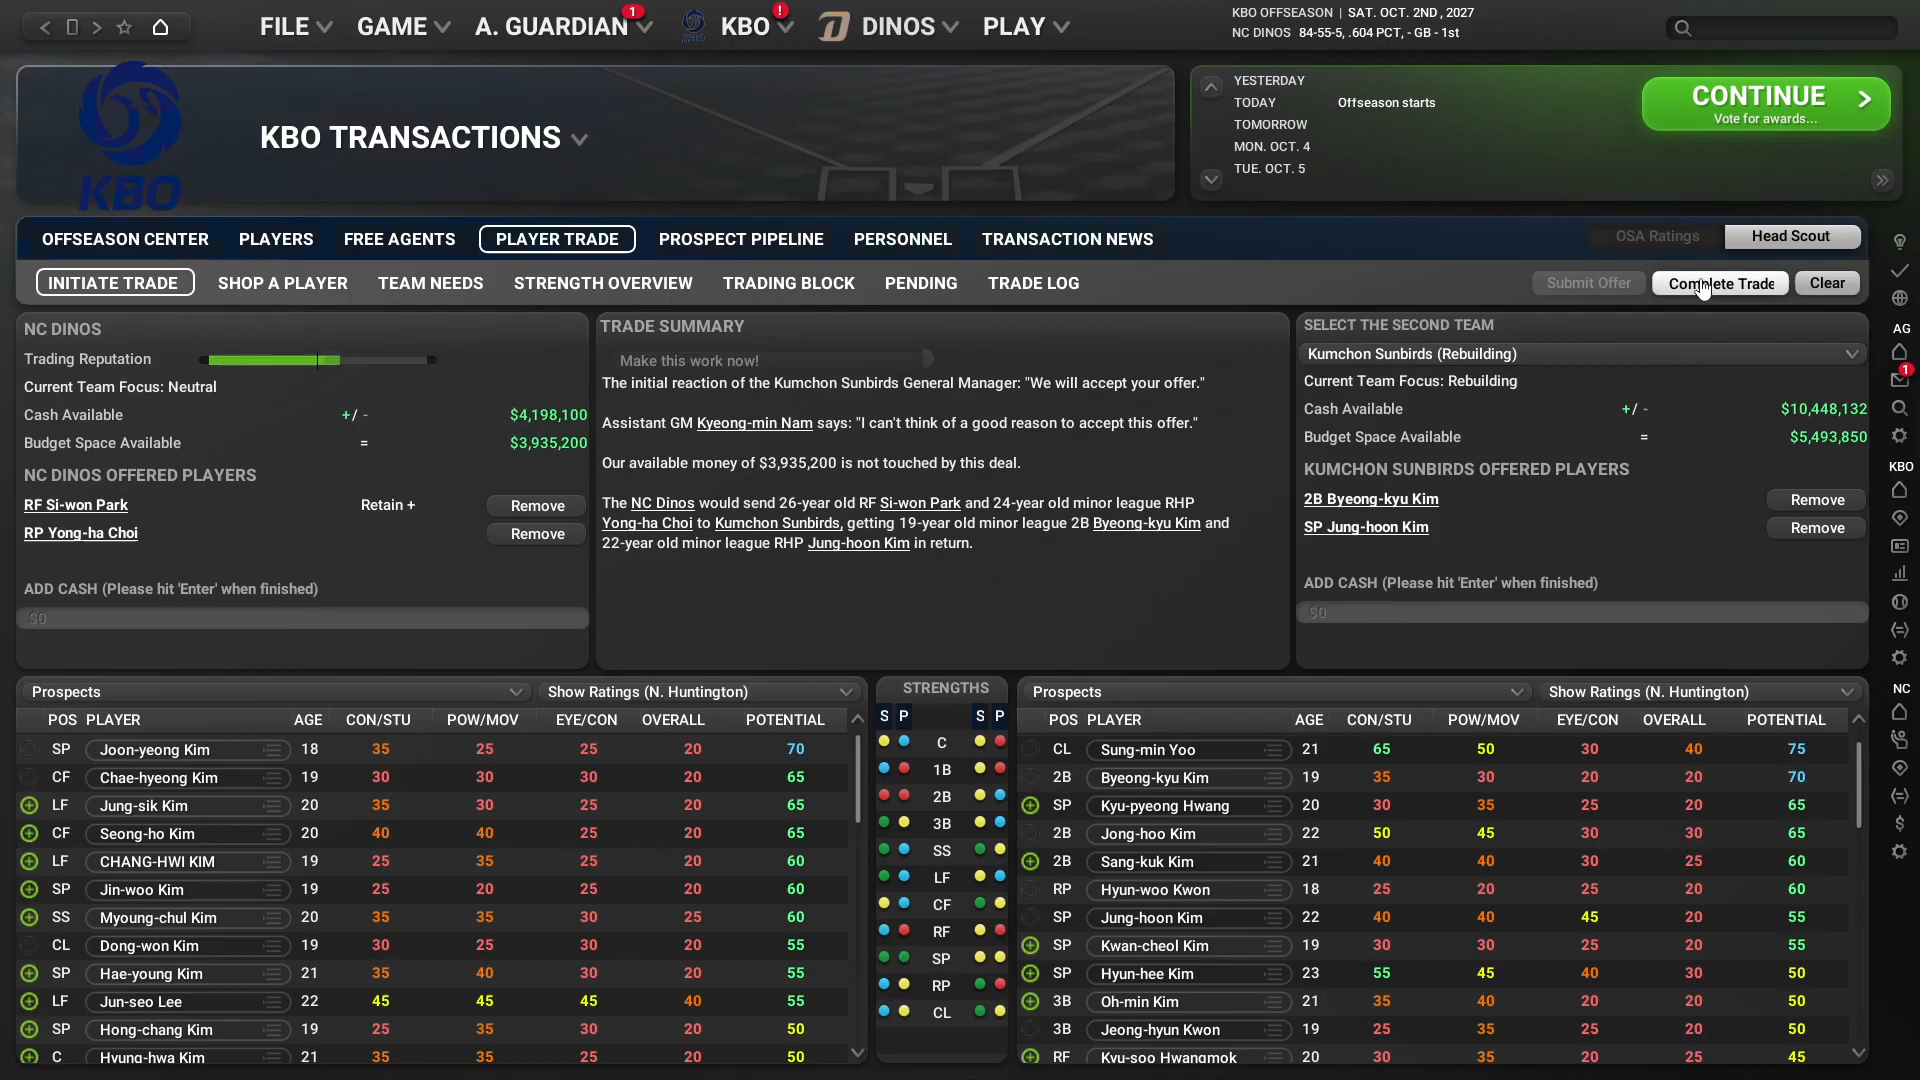 FILE GAME A. GUARDIAN 1 KBO ! DINOS PLAY
KBO OFFSEASON | SAT. OCT. 2ND , 2027
NC DINOS 84-55-5, .604 PCT, - GB - 1st
KBO
KBO TRANSACTIONS
YESTERDAY
TODAY Offseason starts
TOMORROW
MON. OCT. 4
TUE. OCT. 5
CONTINUE
Vote for awards...
OFFSEASON CENTER PLAYERS FREE AGENTS PLAYER TRADE PROSPECT PIPELINE PERSONNEL TRANSACTION NEWS OSA Ratings Head Scout
INITIATE TRADE SHOP A PLAYER TEAM NEEDS STRENGTH OVERVIEW TRADING BLOCK PENDING TRADE LOG Submit Offer Complete Trade Clear
NC DINOS
Trading Reputation
Current Team Focus: Neutral
Cash Available +/ - $4,198,100
Budget Space Available = $3,935,200
NC DINOS OFFERED PLAYERS
RF Si-won Park Retain + Remove
RP Yong-ha Choi Remove
ADD CASH (Please hit 'Enter' when finished)
$0
TRADE SUMMARY
Make this work now!
The initial reaction of the Kumchon Sunbirds General Manager: "We will accept your offer."
Assistant GM Kyeong-min Nam says: "I can't think of a good reason to accept this offer."
Our available money of $3,935,200 is not touched by this deal.
The NC Dinos would send 26-year old RF Si-won Park and 24-year old minor league RHP
Yong-ha Choi to Kumchon Sunbirds, getting 19-year old minor league 2B Byeong-kyu Kim and
22-year old minor league RHP Jung-hoon Kim in return.
SELECT THE SECOND TEAM
Kumchon Sunbirds (Rebuilding)
Current Team Focus: Rebuilding
Cash Available +/ - $10,448,132
Budget Space Available = $5,493,850
KUMCHON SUNBIRDS OFFERED PLAYERS
2B Byeong-kyu Kim Remove
SP Jung-hoon Kim Remove
ADD CASH (Please hit 'Enter' when finished)
$0
Prospects Show Ratings (N. Huntington)
POS PLAYER AGE CON/STU POW/MOV EYE/CON OVERALL POTENTIAL
SP Joon-yeong Kim 18 35 25 25 20 70
CF Chae-hyeong Kim 19 30 30 30 20 65
LF Jung-sik Kim 20 35 30 25 20 65
CF Seong-ho Kim 20 40 40 25 20 65
LF CHANG-HWI KIM 19 25 35 30 20 60
SP Jin-woo Kim 19 25 20 25 20 60
SS Myoung-chul Kim 20 35 35 30 25 60
CL Dong-won Kim 19 30 25 30 20 55
SP Hae-young Kim 21 35 40 30 20 55
LF Jun-seo Lee 22 45 45 45 40 55
SP Hong-chang Kim 19 25 35 30 20 50
C Hyung-hwa Kim 21 35 35 25 20 50
STRENGTHS
S P S P
C
1B
2B
3B
SS
LF
CF
RF
SP
RP
CL
Prospects Show Ratings (N. Huntington)
POS PLAYER AGE CON/STU POW/MOV EYE/CON OVERALL POTENTIAL
CL Sung-min Yoo 21 65 50 30 40 75
2B Byeong-kyu Kim 19 35 30 20 20 70
SP Kyu-pyeong Hwang 20 30 35 25 20 65
2B Jong-hoo Kim 22 50 45 30 30 65
2B Sang-kuk Kim 21 40 40 30 25 60
RP Hyun-woo Kwon 18 25 20 25 20 60
SP Jung-hoon Kim 22 40 40 45 20 55
SP Kwan-cheol Kim 19 30 30 25 20 55
SP Hyun-hee Kim 23 55 45 40 30 50
3B Oh-min Kim 21 35 40 20 20 50
3B Jeong-hyun Kwon 19 25 35 25 20 50
RF Kyu-soo Hwangmok 20 30 35 20 25 45
AG
1
KBO
NC